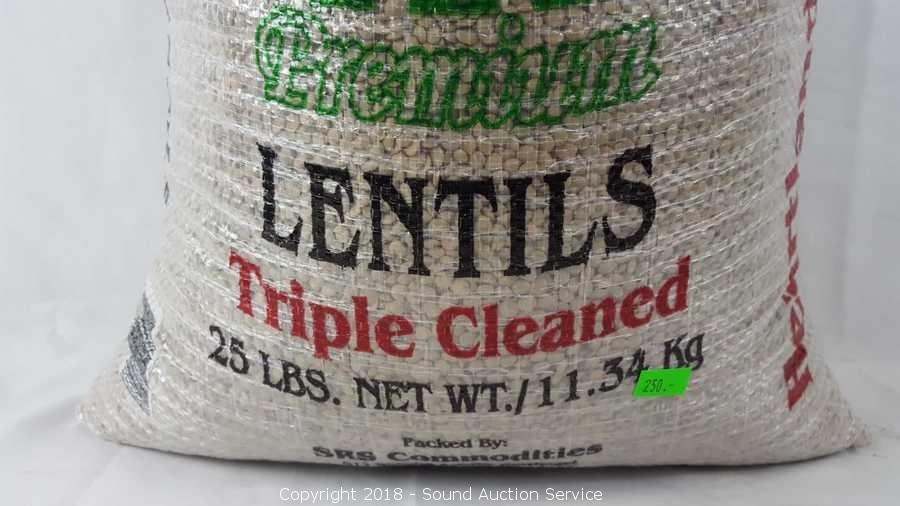 Premium
LENTILS
Triple Cleaned
25 LBS. NET WT./11.34 Kg
250.-
Packed By:
SRS Commodities
Copyright 2018 - Sound Auction Service